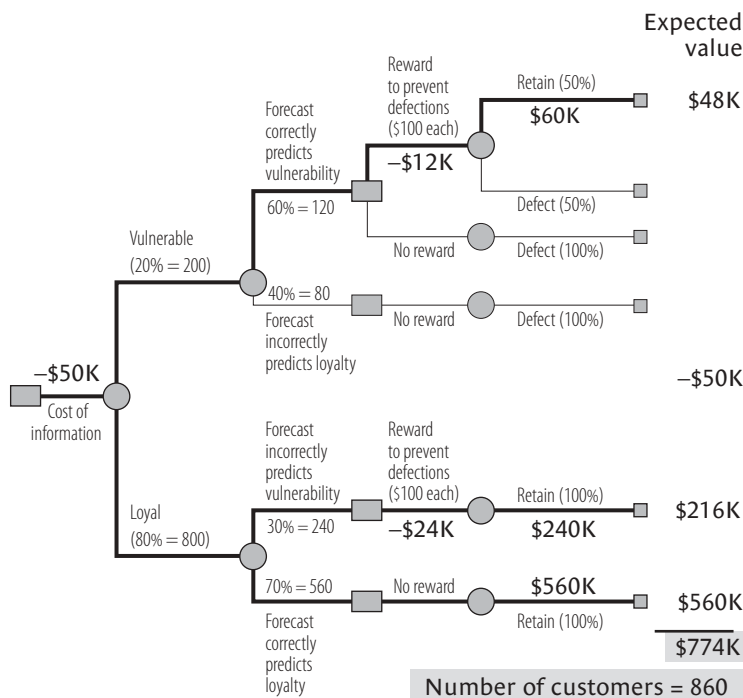 Expected
value
Reward
to prevent
defections
($100 each)
–$12K
Retain (50%)
$60K
$48K
Forecast
correctly
predicts
vulnerability
60% = 120
Defect (50%)
No reward
Defect (100%)
Vulnerable
(20% = 200)
40% = 80
Forecast
incorrectly
predicts loyalty
No reward
Defect (100%)
–$50K
Cost of
information
–$50K
Forecast
incorrectly
predicts
vulnerability
30% = 240
Reward
to prevent
defections
($100 each)
–$24K
Retain (100%)
$240K
$216K
Loyal
(80% = 800)
70% = 560
Forecast
correctly
predicts
loyalty
No reward
$560K
Retain (100%)
$560K
$774K
Number of customers = 860